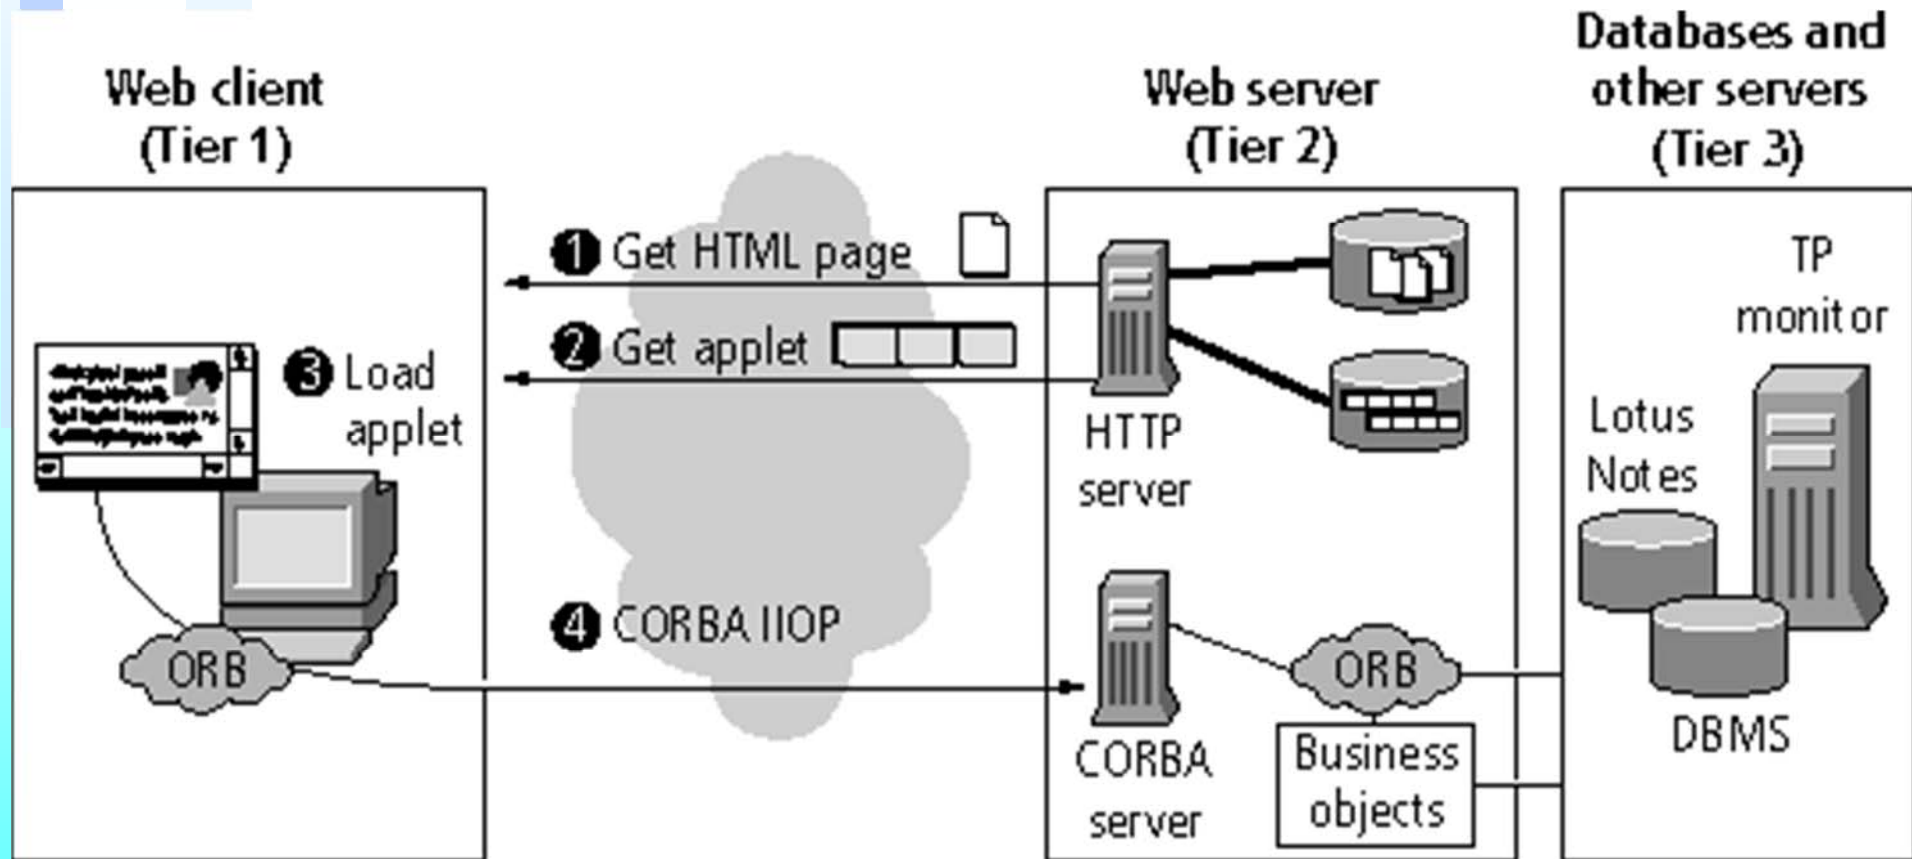 Web client
(Tier 1)
Web server
(Tier 2)
Databases and
other servers
(Tier 3)
1 Get HTML page
2 Get applet
3 Load
applet
HTTP
server
TP
monitor
Lotus
Notes
DBMS
4 CORBA IIOP
ORB
CORBA
server
ORB
Business
objects